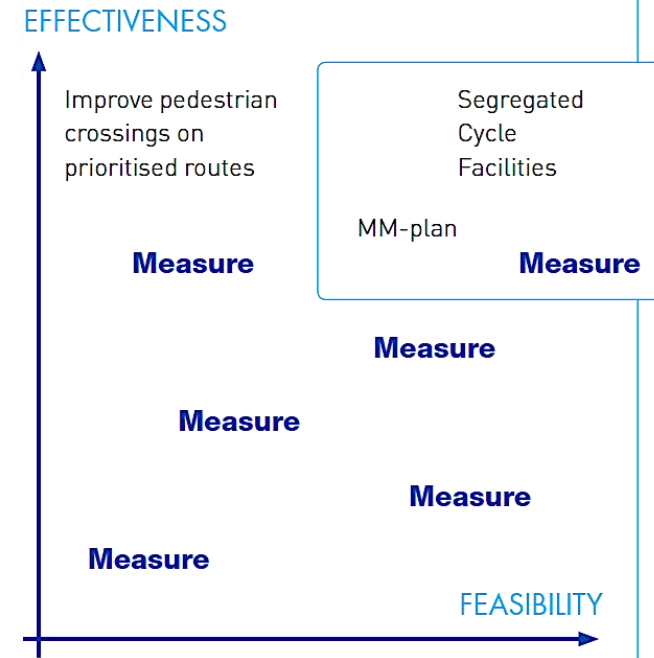 EFFECTIVENESS
Improve pedestrian
crossings on
prioritised routes
Segregated
Cycle
Facilities
MM-plan
Measure
Measure
Measure
Measure
Measure
Measure
FEASIBILITY